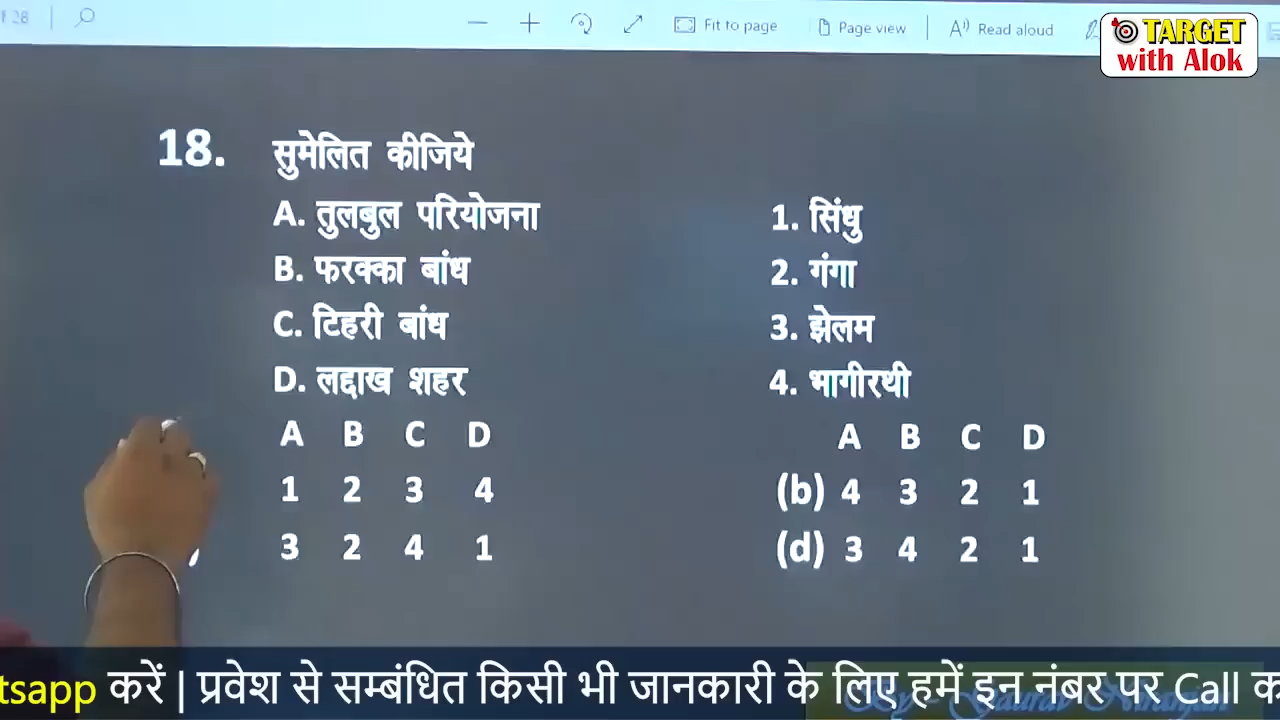 Fit to page
Page view
Read aloud
TARGET
with Alok
18. सुमेलित कीजिये
A. तुलबुल परियोजना 1. सिंधु
B. फरक्का बांध 2. गंगा
C. टिहरी बांध 3. झेलम
D. लद्दाख शहर 4. भागीरथी
A B C D A B C D
1 2 3 4 (b) 4 3 2 1
3 2 4 1 (d) 3 4 2 1
tsapp करें | प्रवेश से सम्बंधित किसी भी जानकारी के लिए हमें इन नंबर पर Call क